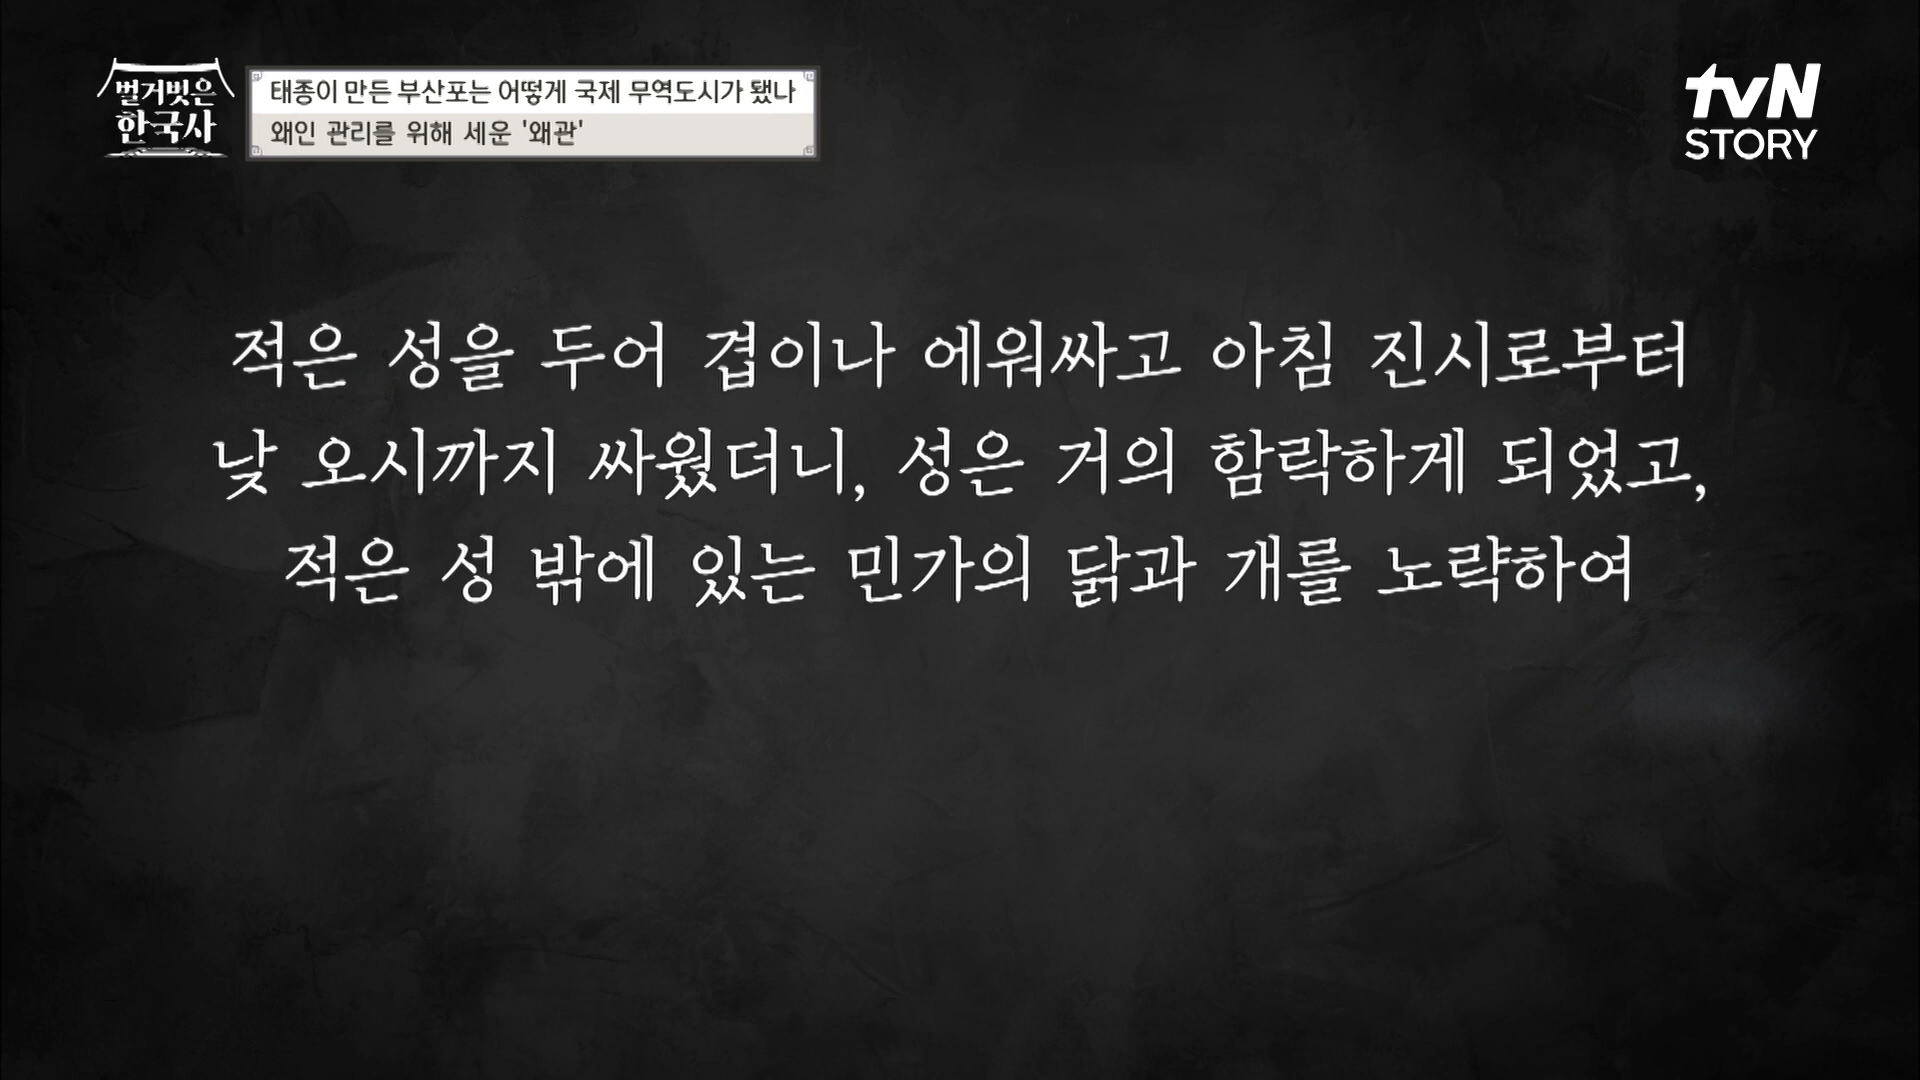 벌거벗은
한국사
태종이 만든 부산포는 어떻게 국제 무역도시가 됐나
왜인 관리를 위해 세운 '왜관'
tvN
STORY
적은 성을 두어 겹이나 에워싸고 아침 진시로부터
낮 오시까지 싸웠더니, 성은 거의 함락하게 되었고,
적은 성 밖에 있는 민가의 닭과 개를 노략하여